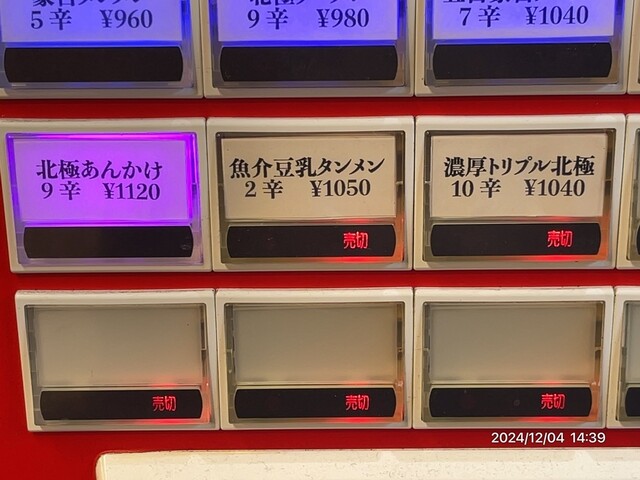 5辛 ¥960
9辛 ¥980
7辛 ¥1040
北極あんかけ
9辛 ¥1120
魚介豆乳タンメン
2辛 ¥1050
売切
濃厚トリプル北極
10辛 ¥1040
売切
売切
売切
売切
2024/12/04 14:39